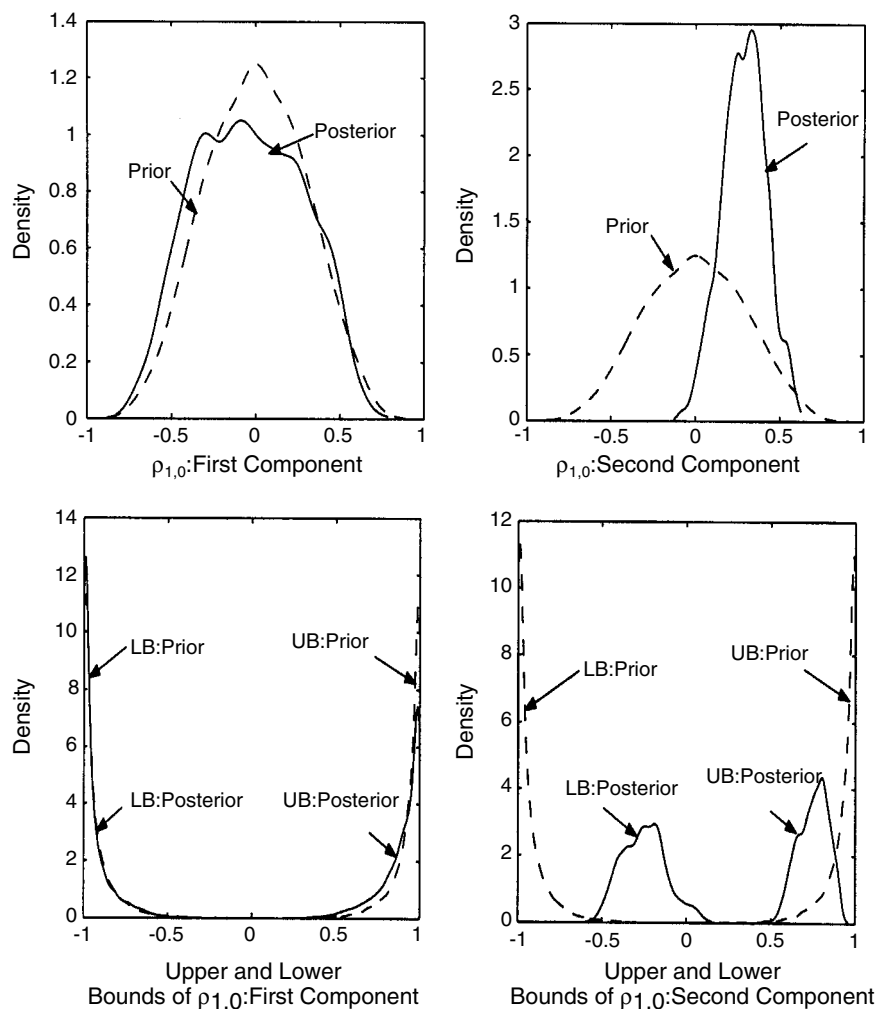 1.4
1.2
1
0.8
0.6
0.4
0.2
0
-1
-0.5
0
0.5
1
Density
Prior
Posterior
ρ1,0:First Component
3
2.5
2
1.5
1
0.5
0
-1
-0.5
0
0.5
1
Density
Prior
Posterior
ρ1,0:Second Component
14
12
10
8
6
4
2
0
-1
-0.5
0
0.5
1
Density
LB:Prior
UB:Prior
LB:Posterior
UB:Posterior
Upper and Lower
Bounds of ρ1,0:First Component
12
10
8
6
4
2
0
-1
-0.5
0
0.5
1
Density
LB:Prior
UB:Prior
LB:Posterior
UB:Posterior
Upper and Lower
Bounds of ρ1,0:Second Component